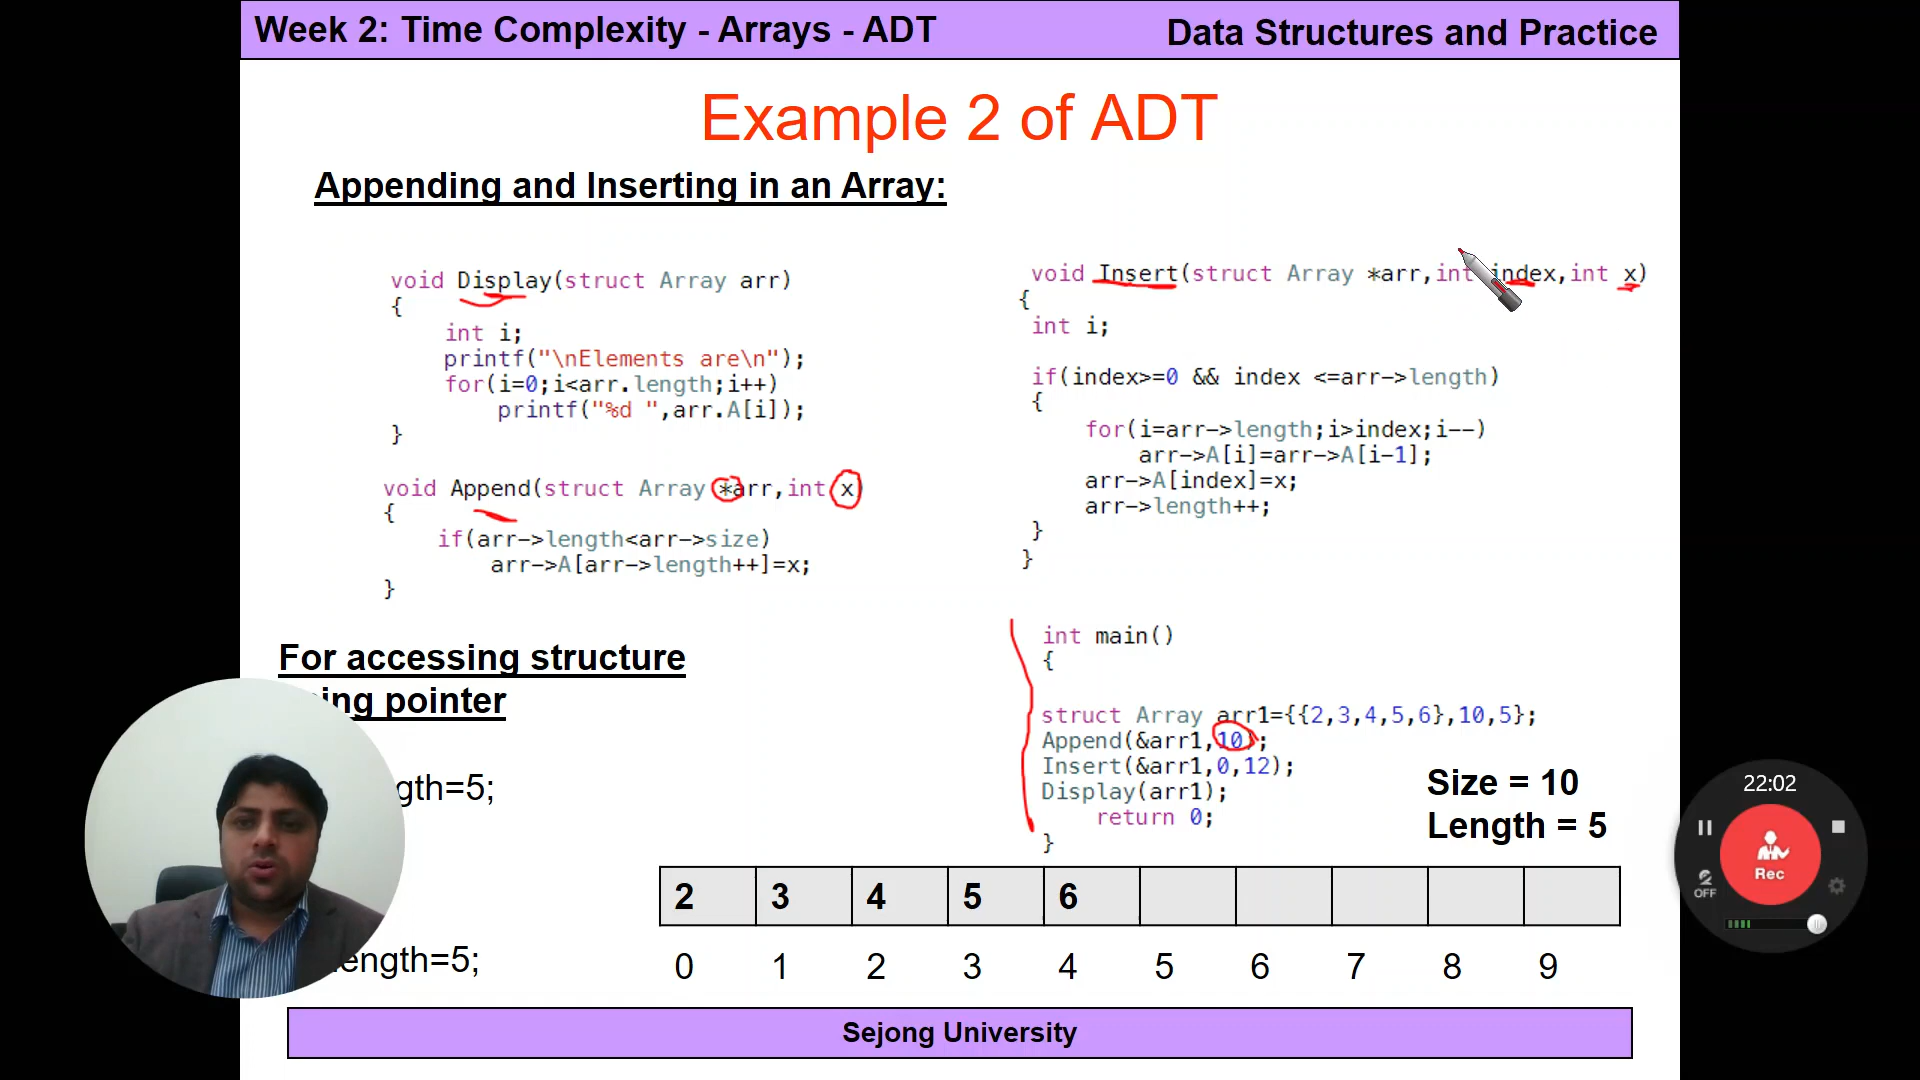 Week 2: Time Complexity - Arrays - ADT
Data Structures and Practice
Example 2 of ADT
Appending and Inserting in an Array:
void Display(struct Array arr)
{
int i;
printf("\nElements are\n");
for(i=0;i<arr.length;i++)
printf("%d ",arr.A[i]);
}
void Append(struct Array *arr,int x)
{
if(arr->length<arr->size)
arr->A[arr->length++]=x;
}
void Insert(struct Array *arr,int index,int x)
{
int i;
if(index>=0 && index <=arr->length)
{
for(i=arr->length;i>index;i--)
arr->A[i]=arr->A[i-1];
arr->A[index]=x;
arr->length++;
}
}
For accessing structure
pointer
int main()
{
struct Array arr1={{2,3,4,5,6},10,5};
Append(&arr1,10);
Insert(&arr1,0,12);
Display(arr1);
return 0;
}
Size = 10
Length = 5
2 3 4 5 6
0 1 2 3 4 5 6 7 8 9
Sejong University
22:02
Rec
OFF